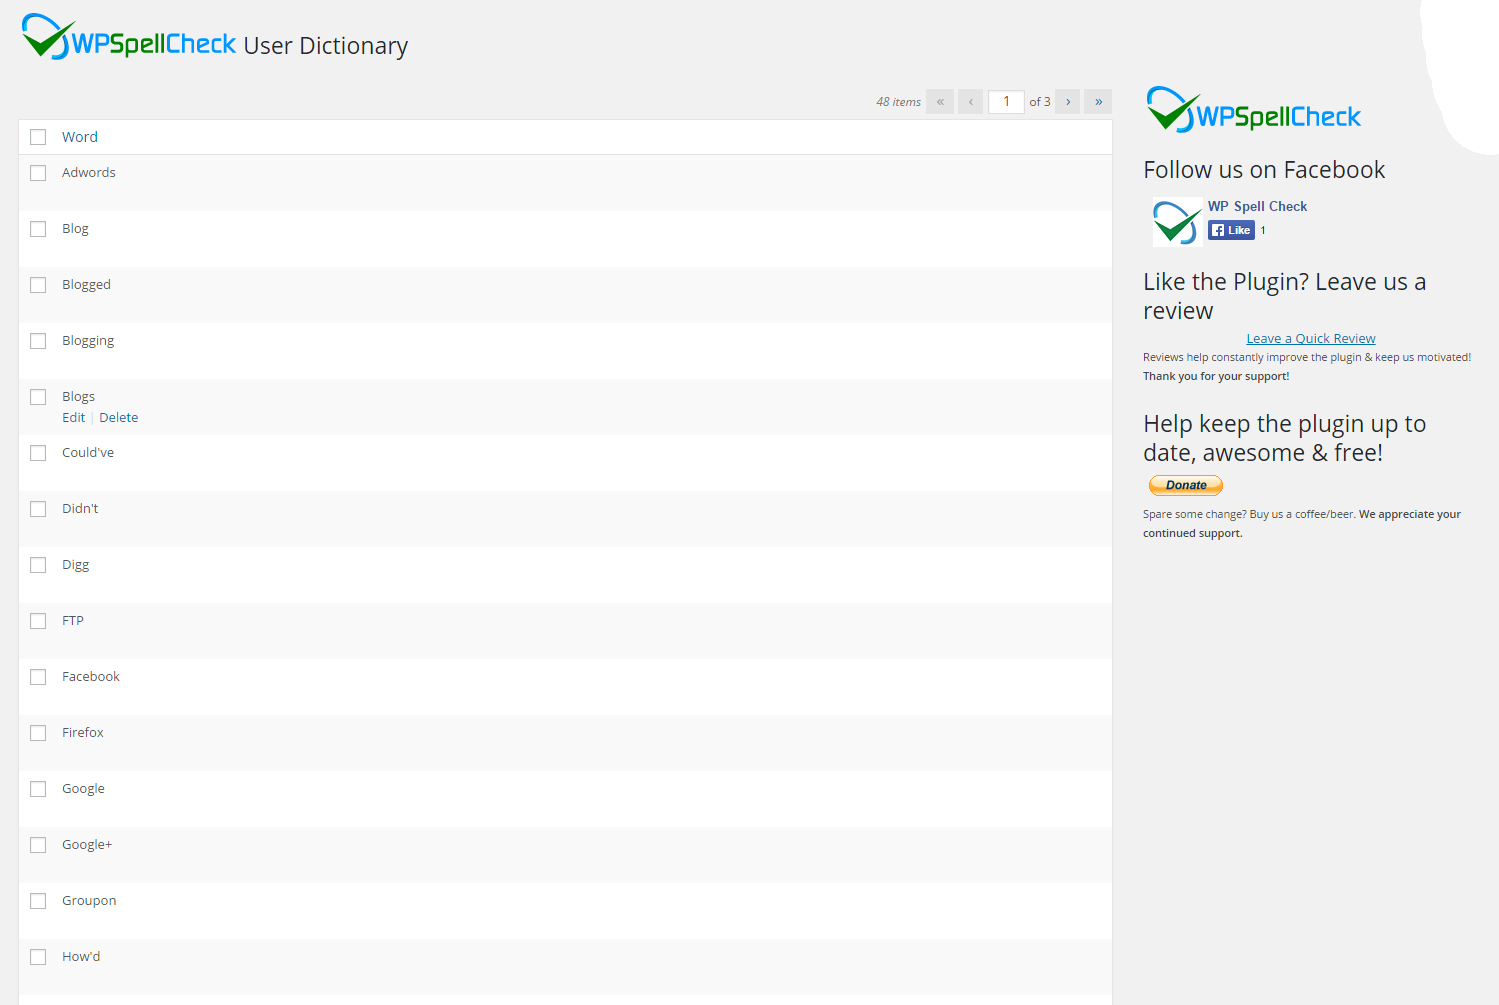 WPSpellCheck User Dictionary
48 items « ‹ 1 of 3 › »
Word
Adwords
Blog
Blogged
Blogging
Blogs
Edit | Delete
Could've
Didn't
Digg
FTP
Facebook
Firefox
Google
Google+
Groupon
How'd
WPSpellCheck
Follow us on Facebook
WP Spell Check
Like 1
Like the Plugin? Leave us a
review
Leave a Quick Review
Reviews help constantly improve the plugin & keep us motivated!
Thank you for your support!
Help keep the plugin up to
date, awesome & free!
Donate
Spare some change? Buy us a coffee/beer. We appreciate your
continued support.